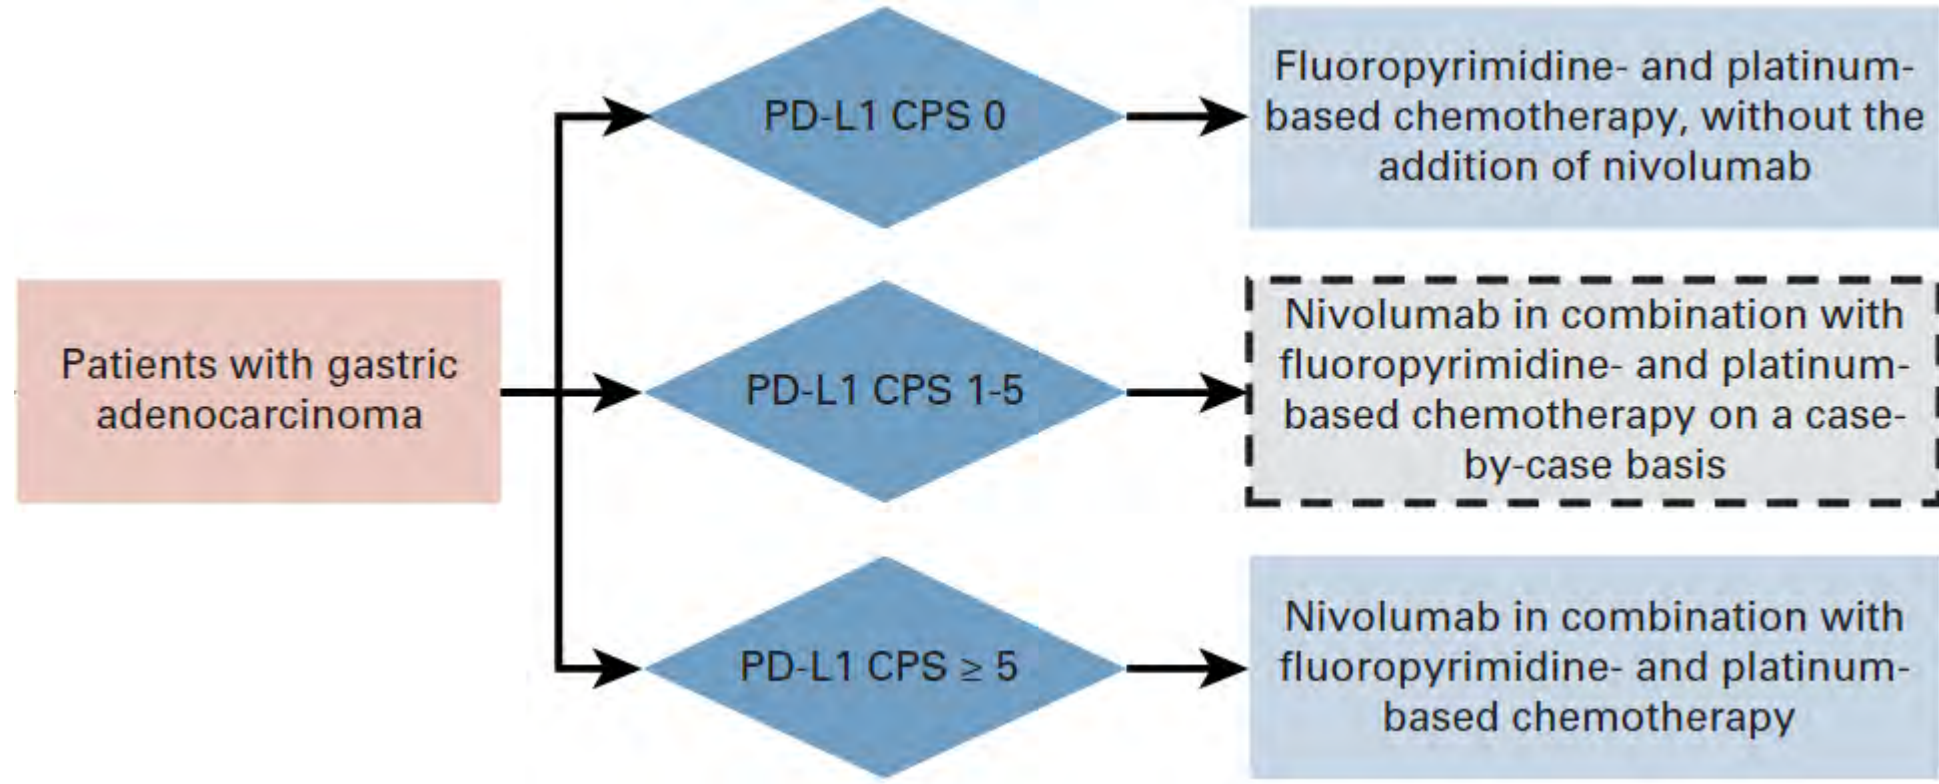 Patients with gastric
adenocarcinoma
PD-L1 CPS 0
Fluoropyrimidine- and platinum-
based chemotherapy, without the
addition of nivolumab
PD-L1 CPS 1-5
Nivolumab in combination with
fluoropyrimidine- and platinum-
based chemotherapy on a case-
by-case basis
PD-L1 CPS ≥ 5
Nivolumab in combination with
fluoropyrimidine- and platinum-
based chemotherapy